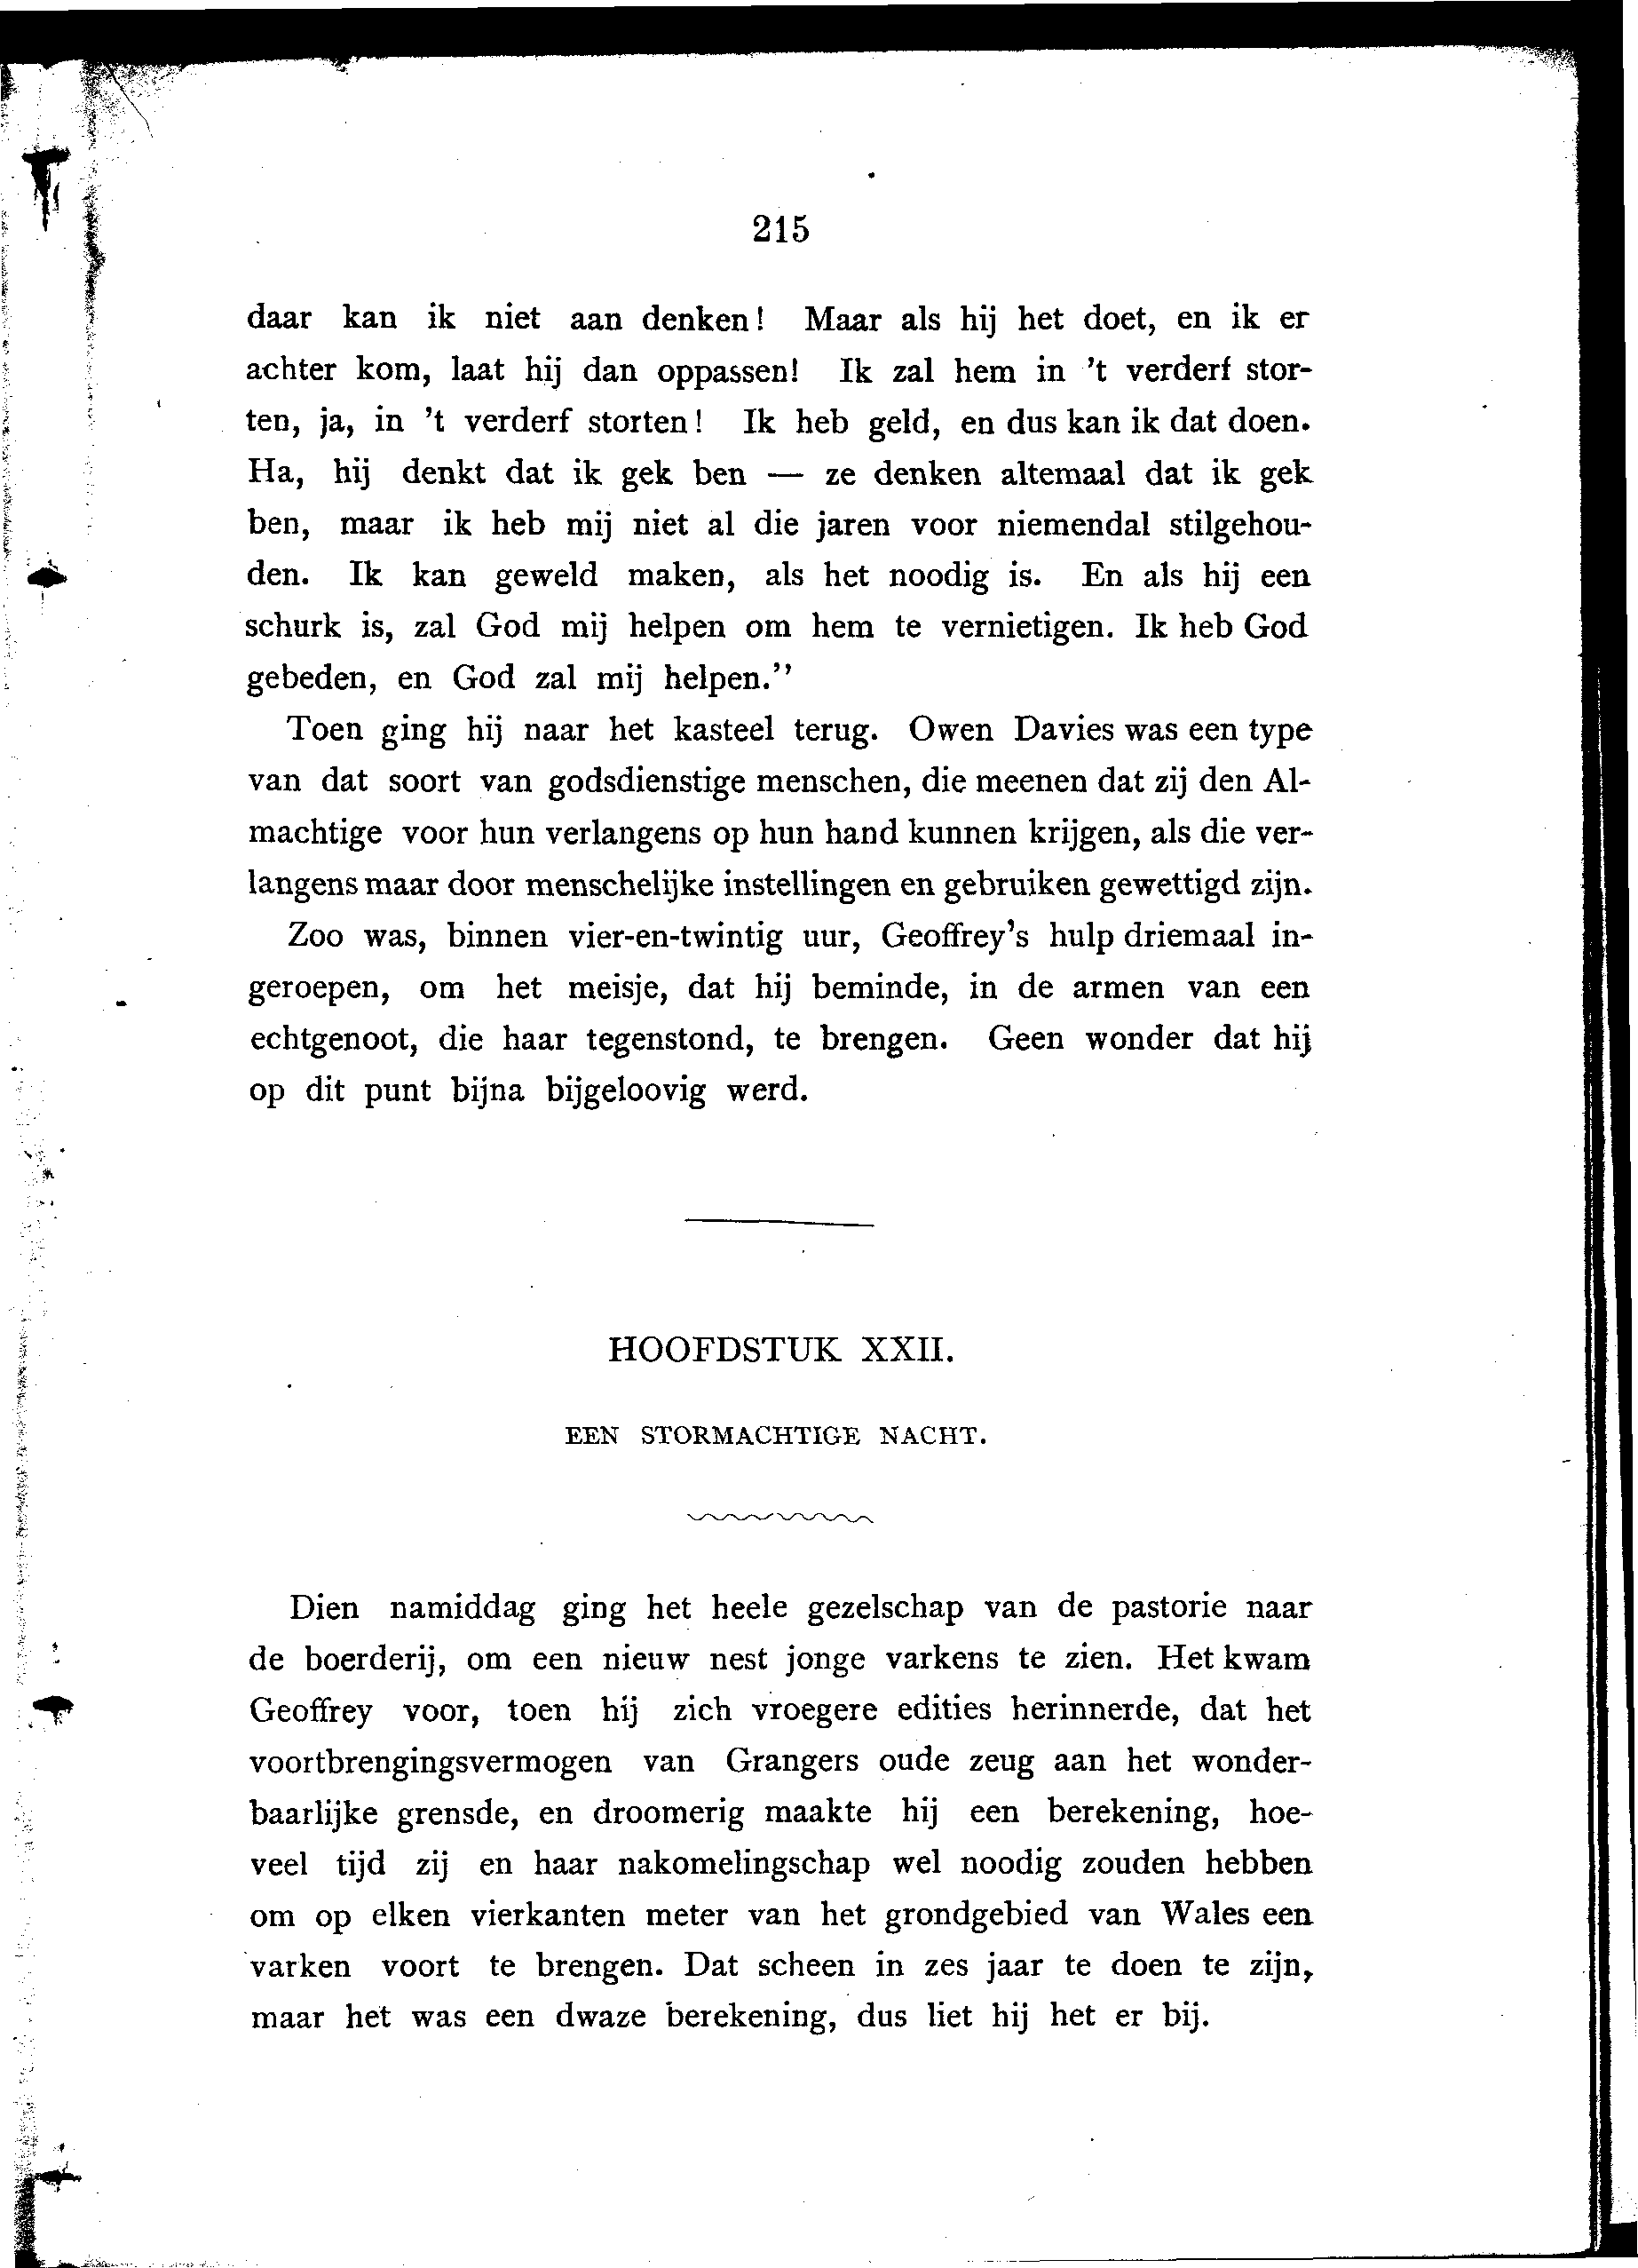 215
daar kan ik niet aan denken! Maar als hij het doet, en ik er
achter kom, laat hij dan oppassen! Ik zal hem in 't verderf stor-
ten, ja, in 't verderf storten! Ik heb geld, en dus kan ik dat doen.
Ha, hij denkt dat ik gek ben — ze denken altemaal dat ik gek
ben, maar ik heb mij niet al die jaren voor niemendal stilgehou-
den. Ik kan geweld maken, als het noodig is. En als hij een
schurk is, zal God mij helpen om hem te vernietigen. Ik heb God
gebeden, en God zal mij helpen.”
Toen ging hij naar het kasteel terug. Owen Davies was een type
van dat soort van godsdienstige menschen, die meenen dat zij den Al-
machtige voor hun verlangens op hun hand kunnen krijgen, als die ver-
langens maar door menschelijke instellingen en gebruiken gewettigd zijn.
Zoo was, binnen vier-en-twintig uur, Geoffrey's hulp driemaal in-
geroepen, om het meisje, dat hij beminde, in de armen van een
echtgenoot, die haar tegenstond, te brengen. Geen wonder dat hij
op dit punt bijna bijgeloovig werd.
HOOFDSTUK XXII.
EEN STORMACHTIGE NACHT.
Dien namiddag ging het heele gezelschap van de pastorie naar
de boerderij, om een nieuw nest jonge varkens te zien. Het kwam
Geoffrey voor, toen hij zich vroegere edities herinnerde, dat het
voortbrengingsvermogen van Grangers oude zeug aan het wonder-
baarlijke grensde, en droomerig maakte hij een berekening, hoe-
veel tijd zij en haar nakomelingschap wel noodig zouden hebben
om op elken vierkanten meter van het grondgebied van Wales een
varken voort te brengen. Dat scheen in zes jaar te doen te zijn,
maar het was een dwaze berekening, dus liet hij het er bij.